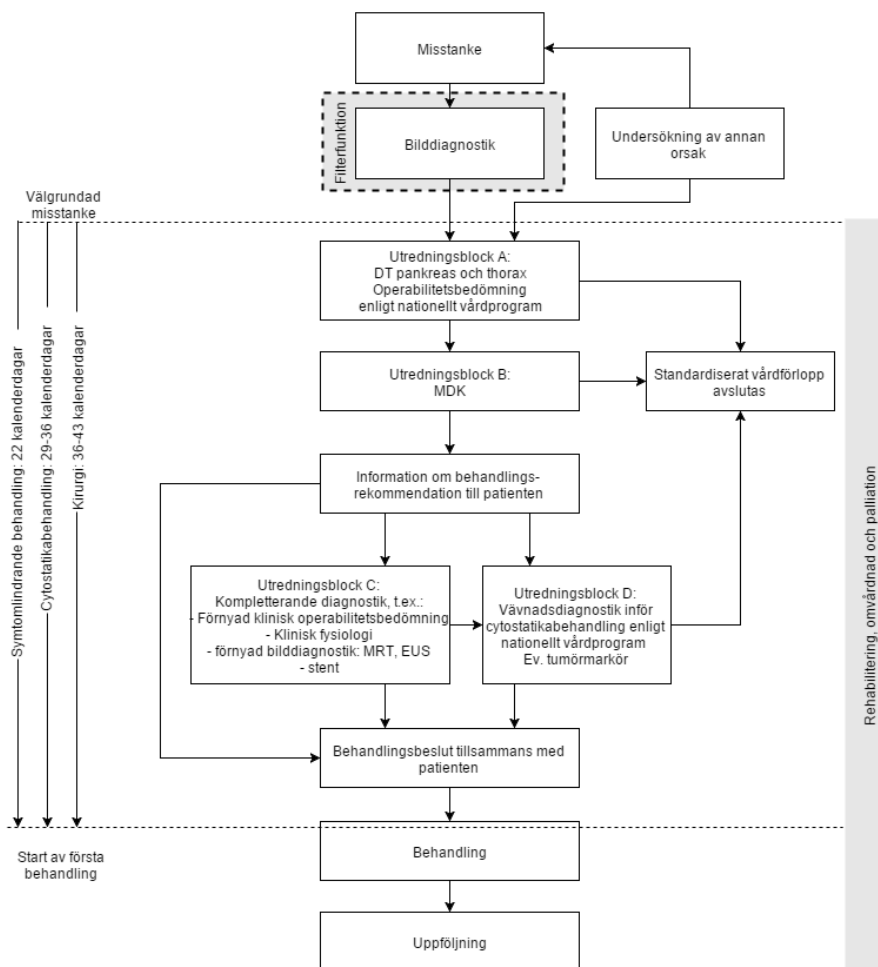 Misstanke
Filterfunktion
Bilddiagnostik
Undersökning av annan
orsak
Välgrundad
misstanke
Utredningsblock A:
DT pankreas och thorax
Operabilitetsbedömning
enligt nationellt vårdprogram
Utredningsblock B:
MDK
Standardiserat vårdförlopp
avslutas
Symtomlindrande behandling: 22 kalenderdagar
Cytostatikabehandling: 29-36 kalenderdagar
Kirurgi: 36-43 kalenderdagar
Information om behandlings-
rekommendation till patienten
Utredningsblock C:
Kompletterande diagnostik, t.ex.:
- Förnyad klinisk operabilitetsbedömning
- Klinisk fysiologi
- förnyad bilddiagnostik: MRT, EUS
- stent
Utredningsblock D:
Vävnadsdiagnostik inför
cytostatikabehandling enligt
nationellt vårdprogram
Ev. tumörmarkör
Rehabilitering, omvårdnad och palliation
Behandlingsbeslut tillsammans med
patienten
Start av första
behandling
Behandling
Uppföljning